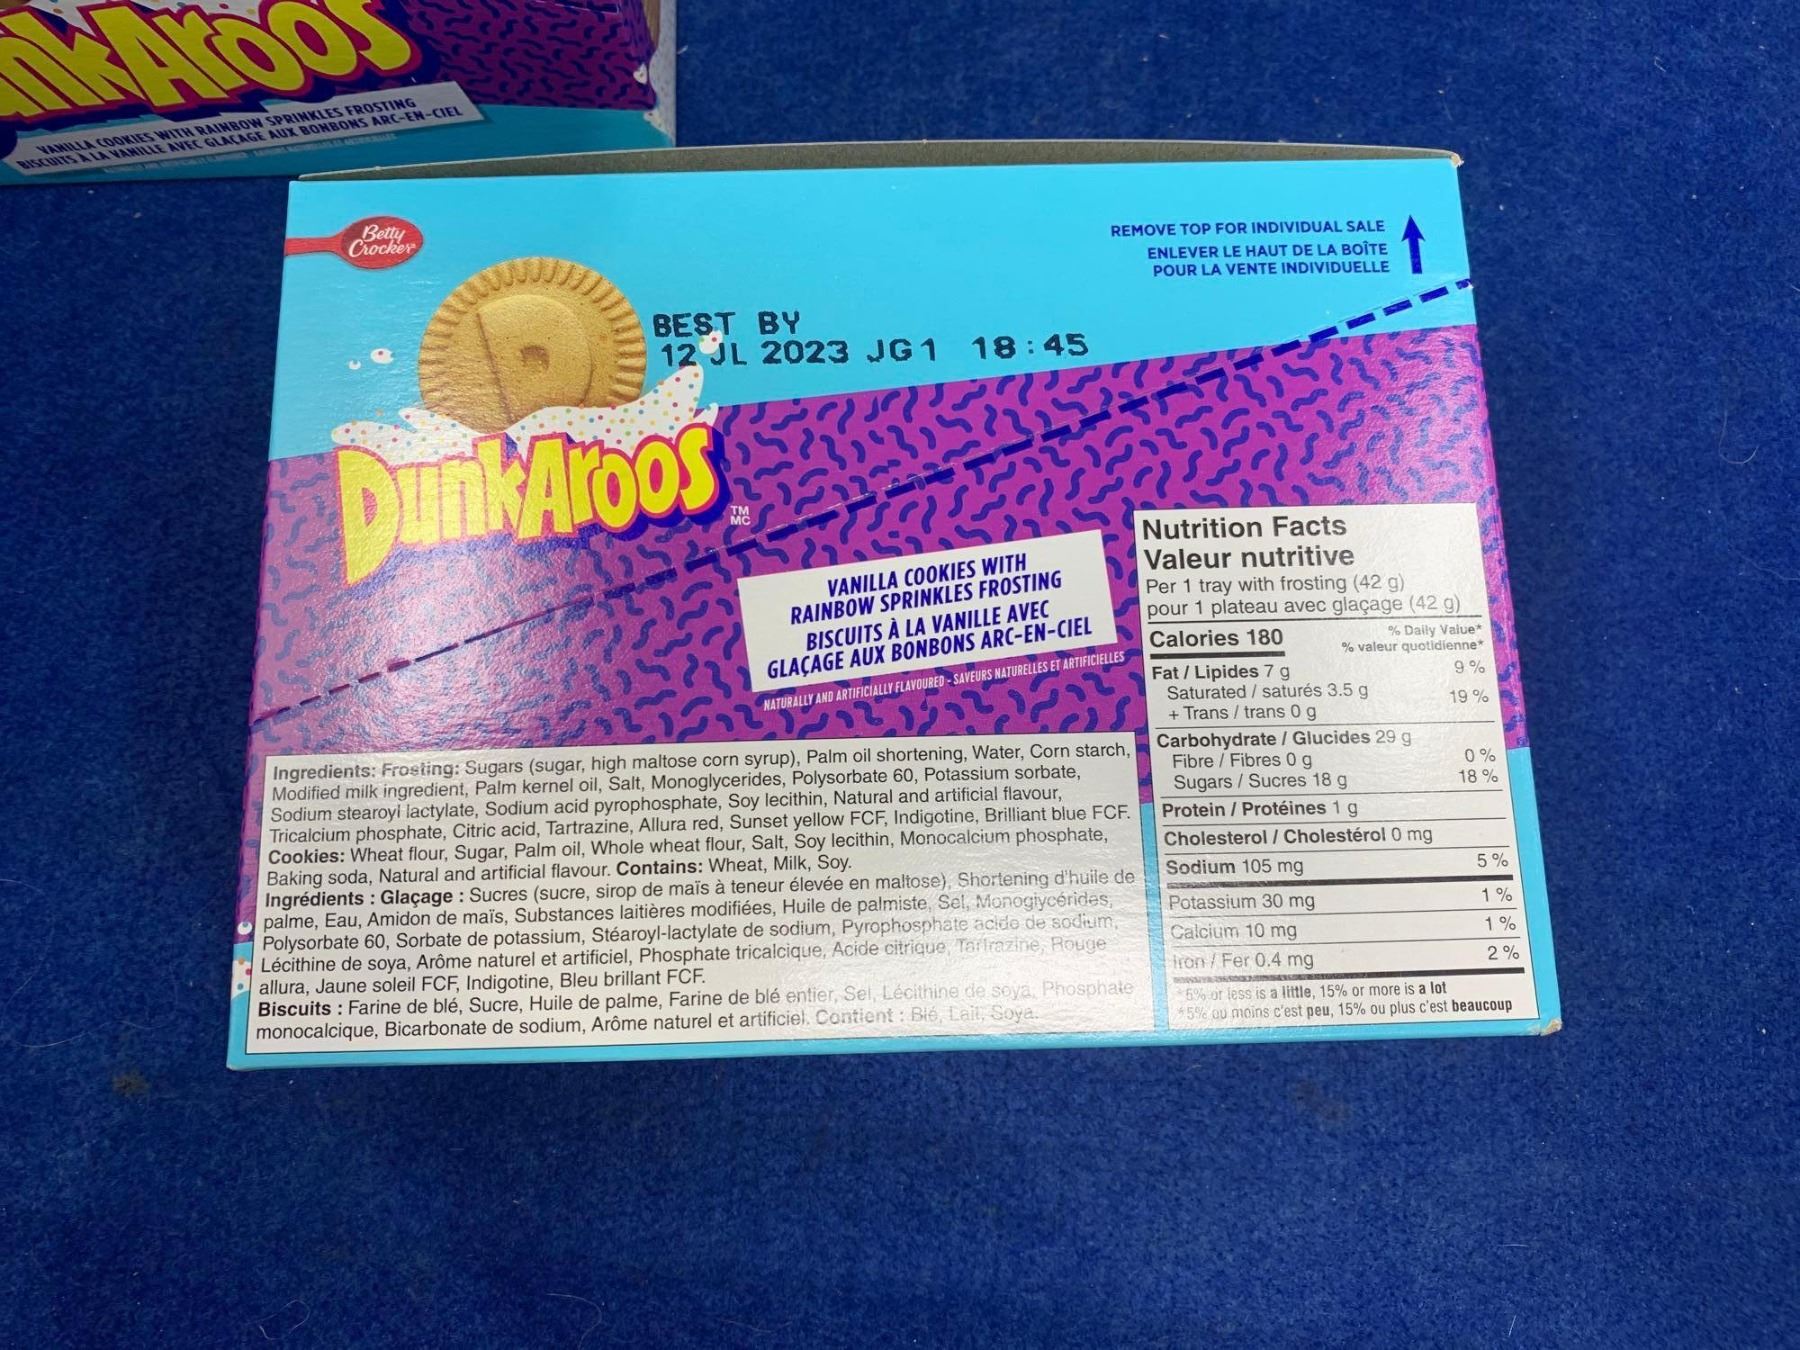 unkAroos
VANILLA COOKIES WITH RAINBOW SPRINKLES FROSTING
BISCUITS À LA VANILLE AVEC GLAÇAGE AUX BONBONS ARC-EN-CIEL
Betty
Crocker
REMOVE TOP FOR INDIVIDUAL SALE
ENLEVER LE HAUT DE LA BOÎTE
POUR LA VENTE INDIVIDUELLE
BEST BY
12 JL 2023 JG1 18:45
DunkAroos
TM
MC
VANILLA COOKIES WITH
RAINBOW SPRINKLES FROSTING
BISCUITS À LA VANILLE AVEC
GLAÇAGE AUX BONBONS ARC-EN-CIEL
NATURALLY AND ARTIFICIALLY FLAVOURED - SAVEURS NATURELLES ET ARTIFICIELLES
Ingredients: Frosting: Sugars (sugar, high maltose corn syrup), Palm oil shortening, Water, Corn starch,
Modified milk ingredient, Palm kernel oil, Salt, Monoglycerides, Polysorbate 60, Potassium sorbate,
Sodium stearoyl lactylate, Sodium acid pyrophosphate, Soy lecithin, Natural and artificial flavour,
Tricalcium phosphate, Citric acid, Tartrazine, Allura red, Sunset yellow FCF, Indigotine, Brilliant blue FCF.
Cookies: Wheat flour, Sugar, Palm oil, Whole wheat flour, Salt, Soy lecithin, Monocalcium phosphate,
Baking soda, Natural and artificial flavour. Contains: Wheat, Milk, Soy.
Ingrédients : Glaçage : Sucres (sucre, sirop de maïs à teneur élevée en maltose), Shortening d'huile de
palme, Eau, Amidon de maïs, Substances laitières modifiées, Huile de palmiste, Sel, Monoglycérides,
Polysorbate 60, Sorbate de potassium, Stéaroyl-lactylate de sodium, Pyrophosphate acide de sodium,
Lécithine de soya, Arôme naturel et artificiel, Phosphate tricalcique, Acide citrique, Tartrazine, Rouge
allura, Jaune soleil FCF, Indigotine, Bleu brillant FCF.
Biscuits : Farine de blé, Sucre, Huile de palme, Farine de blé entier, Sel, Lécithine de soya, Phosphate
monocalcique, Bicarbonate de sodium, Arôme naturel et artificiel. Contient : Blé, Lait, Soya.
Nutrition Facts
Valeur nutritive
Per 1 tray with frosting (42 g)
pour 1 plateau avec glaçage (42 g)
Calories 180 % Daily Value*
% valeur quotidienne*
Fat / Lipides 7 g 9 %
Saturated / saturés 3.5 g 19 %
+ Trans / trans 0 g
Carbohydrate / Glucides 29 g
Fibre / Fibres 0 g 0 %
Sugars / Sucres 18 g 18 %
Protein / Protéines 1 g
Cholesterol / Cholestérol 0 mg
Sodium 105 mg 5 %
Potassium 30 mg 1 %
Calcium 10 mg 1 %
Iron / Fer 0.4 mg 2 %
*5% or less is a little, 15% or more is a lot
*5% ou moins c'est peu, 15% ou plus c'est beaucoup